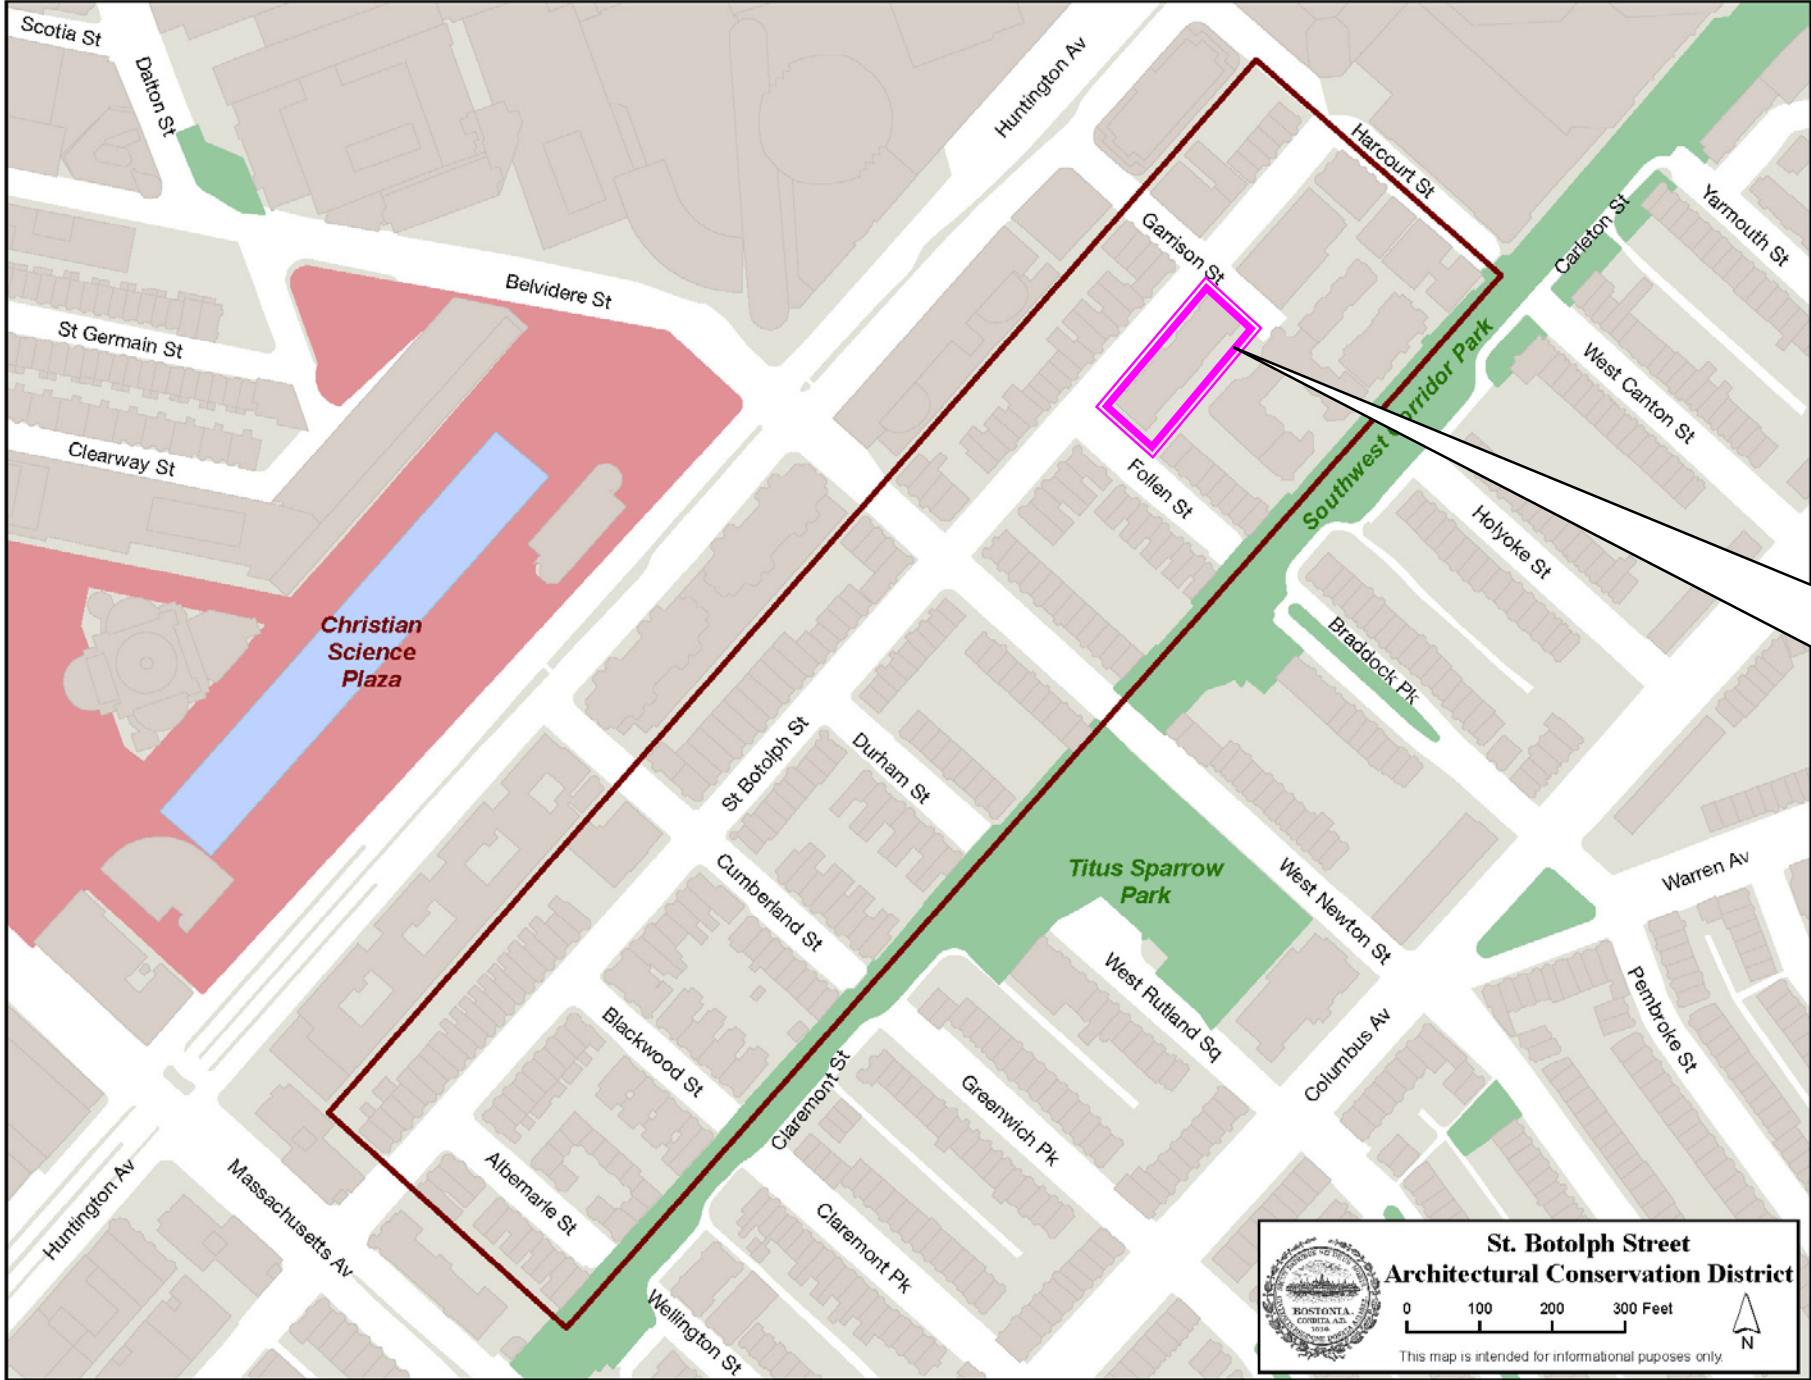 Scotia St
Dalton St
Huntington Av
Harcourt St
Carleton St
Yarmouth St
Garrison St
Belvidere St
St Germain St
Southwest Corridor Park
West Canton St
Clearway St
Follen St
Holyoke St
Christian
Science
Plaza
Braddock Pk
St Botolph St
Durham St
Titus Sparrow
Park
Warren Av
Cumberland St
West Newton St
West Rutland Sq
Pembroke St
Blackwood St
Columbus Av
Claremont St
Greenwich Pk
Albemarle St
Huntington Av
Massachusetts Av
Claremont Pk
Wellington St
St. Botolph Street
Architectural Conservation District
0 100 200 300 Feet
N
This map is intended for informational puposes only.
BOSTONIA.
CONDITA A.D.